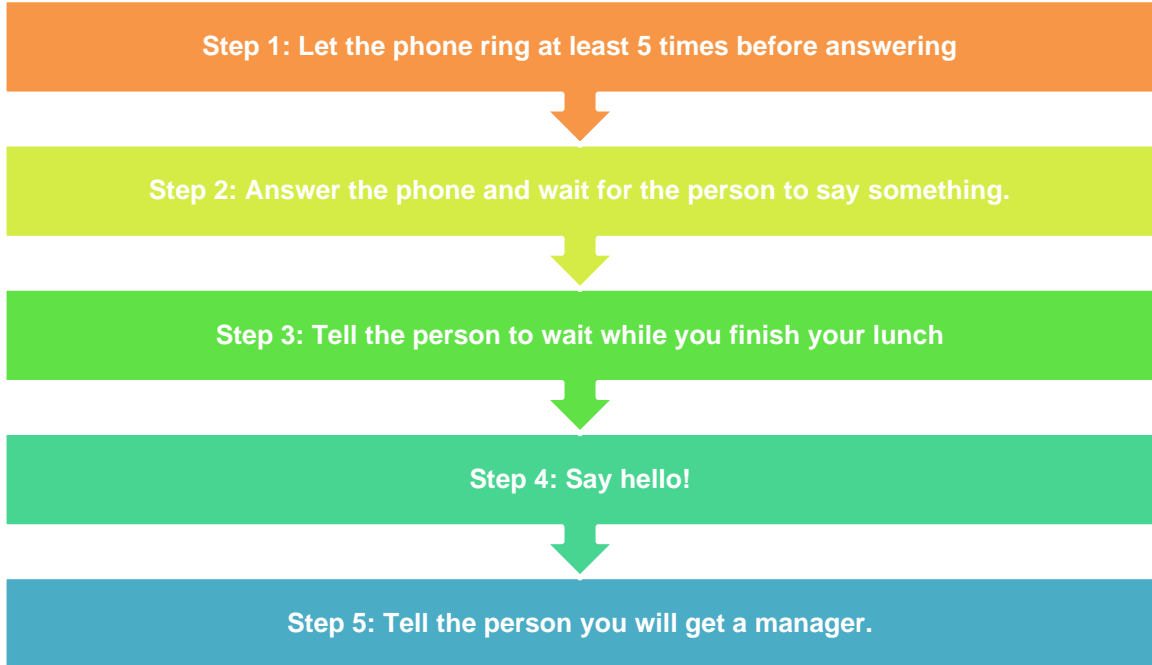 Step 1: Let the phone ring at least 5 times before answering
Step 2: Answer the phone and wait for the person to say something.
Step 3: Tell the person to wait while you finish your lunch
Step 4: Say hello!
Step 5: Tell the person you will get a manager.